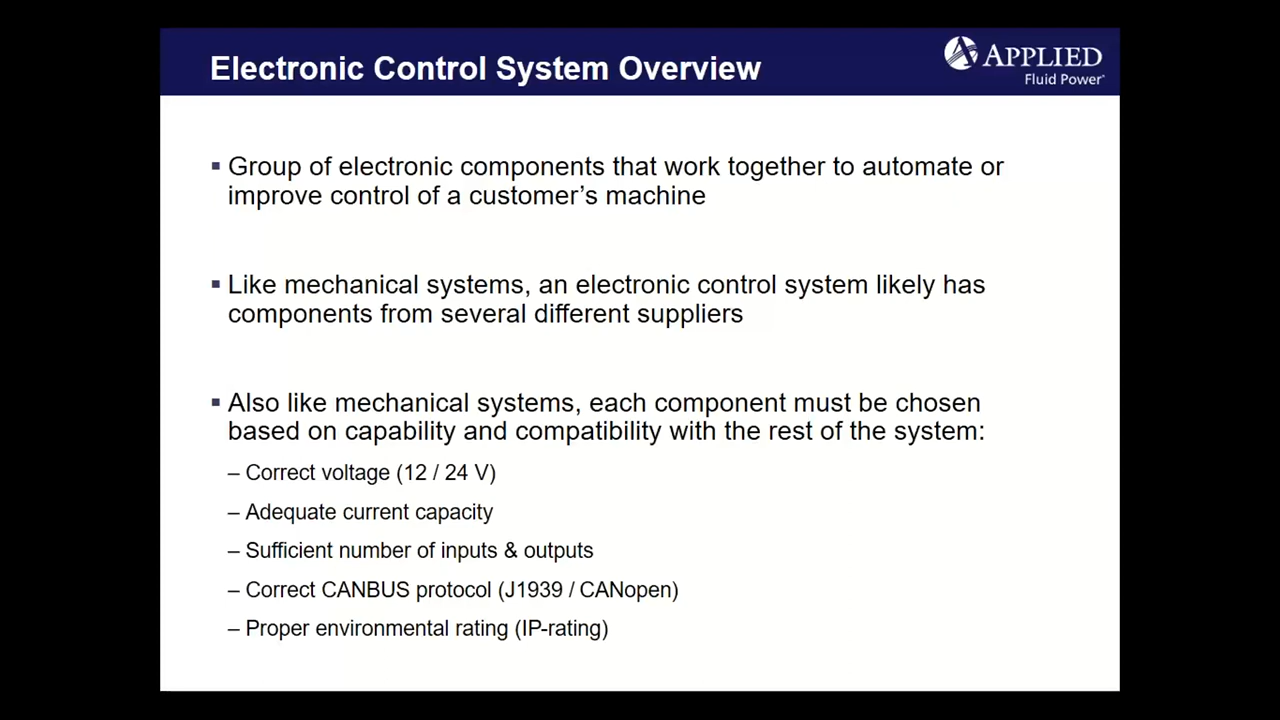 Electronic Control System Overview
APPLIED
Fluid Power
▪ Group of electronic components that work together to automate or
improve control of a customer’s machine
▪ Like mechanical systems, an electronic control system likely has
components from several different suppliers
▪ Also like mechanical systems, each component must be chosen
based on capability and compatibility with the rest of the system:
– Correct voltage (12 / 24 V)
– Adequate current capacity
– Sufficient number of inputs & outputs
– Correct CANBUS protocol (J1939 / CANopen)
– Proper environmental rating (IP-rating)